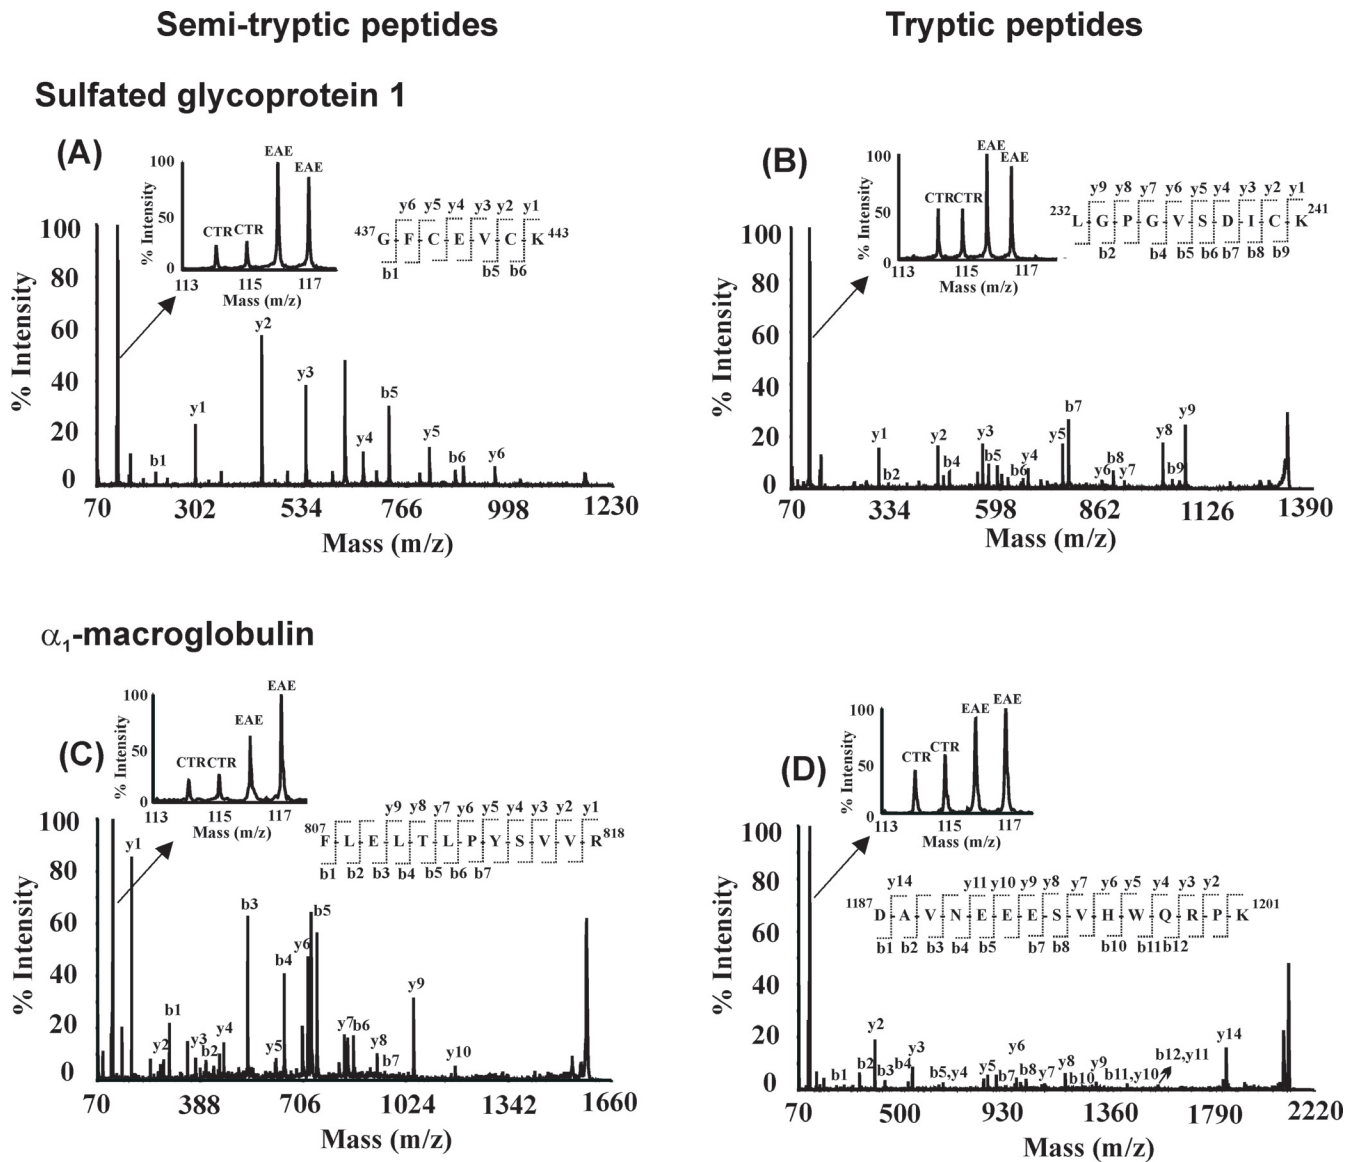 Semi-tryptic peptides
Tryptic peptides
Sulfated glycoprotein 1
(A)
% Intensity
100
50
0
CTR CTR EAE EAE
113 115 117
Mass (m/z)
y6 y5 y4 y3 y2 y1
437 G F C E V C K 443
b1 b5 b6
% Intensity
100
80
60
40
20
0
b1 y1 y2 y3 y4 b5 y5 b6 y6
70 302 534 766 998 1230
Mass (m/z)
(B)
% Intensity
100
50
0
CTR CTR EAE EAE
113 115 117
Mass (m/z)
y9 y8 y7 y6 y5 y4 y3 y2 y1
232 L G P G V S D I C K 241
b2 b4 b5 b6 b7 b8 b9
% Intensity
100
80
60
40
20
0
y1 b2 y2 b4 y3 b5 b6 y4 y5 b7 y6 b8 y7 y8 b9 y9
70 334 598 862 1126 1390
Mass (m/z)
α1-macroglobulin
(C)
% Intensity
100
50
0
CTR CTR EAE EAE
113 115 117
Mass (m/z)
y9 y8 y7 y6 y5 y4 y3 y2 y1
807 F L E L T L P Y S V V R 818
b1 b2 b3 b4 b5 b6 b7
% Intensity
100
80
60
40
20
0
y1 y2 b1 y3 b2 y4 b3 y5 b4 y6 b5 y7 b6 y8 b7 y9 y10
70 388 706 1024 1342 1660
Mass (m/z)
(D)
% Intensity
100
50
0
CTR CTR EAE EAE
113 115 117
Mass (m/z)
y14 y11 y10 y9 y8 y7 y6 y5 y4 y3 y2
1187 D A V N E E E S V H W Q R P K 1201
b1 b2 b3 b4 b5 b7 b8 b10 b11 b12
% Intensity
100
80
60
40
20
0
b1 b2 y2 b3 b4 y3 b5,y4 y5 b7 y6 b8 y7 y8 b10 y9 b11,y10 b12,y11 y14
70 500 930 1360 1790 2220
Mass (m/z)